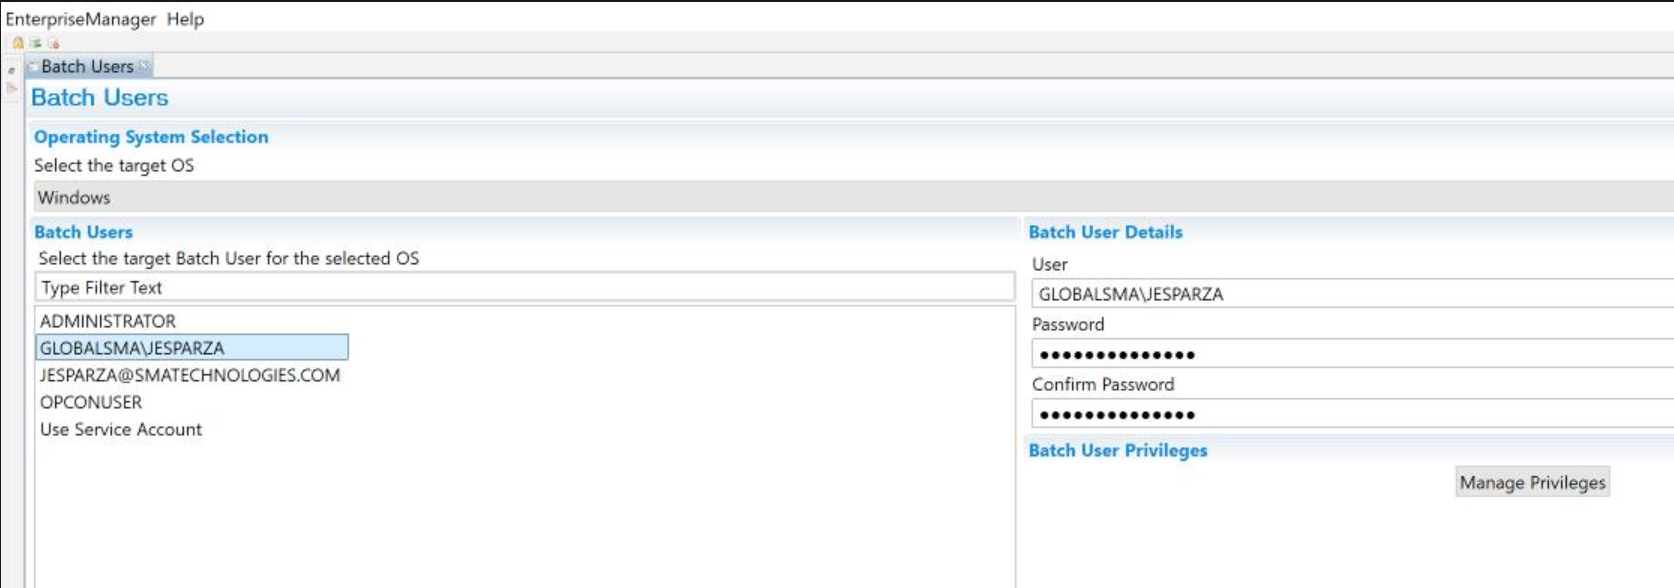 EnterpriseManager Help
Batch Users
Batch Users
Operating System Selection
Select the target OS
Windows
Batch Users
Select the target Batch User for the selected OS
Type Filter Text
ADMINISTRATOR
GLOBALSMA\JESPARZA
JESPARZA@SMATECHNOLOGIES.COM
OPCONUSER
Use Service Account
Batch User Details
User
GLOBALSMA\JESPARZA
Password
●●●●●●●●●●●●●●
Confirm Password
●●●●●●●●●●●●●●
Batch User Privileges
Manage Privileges